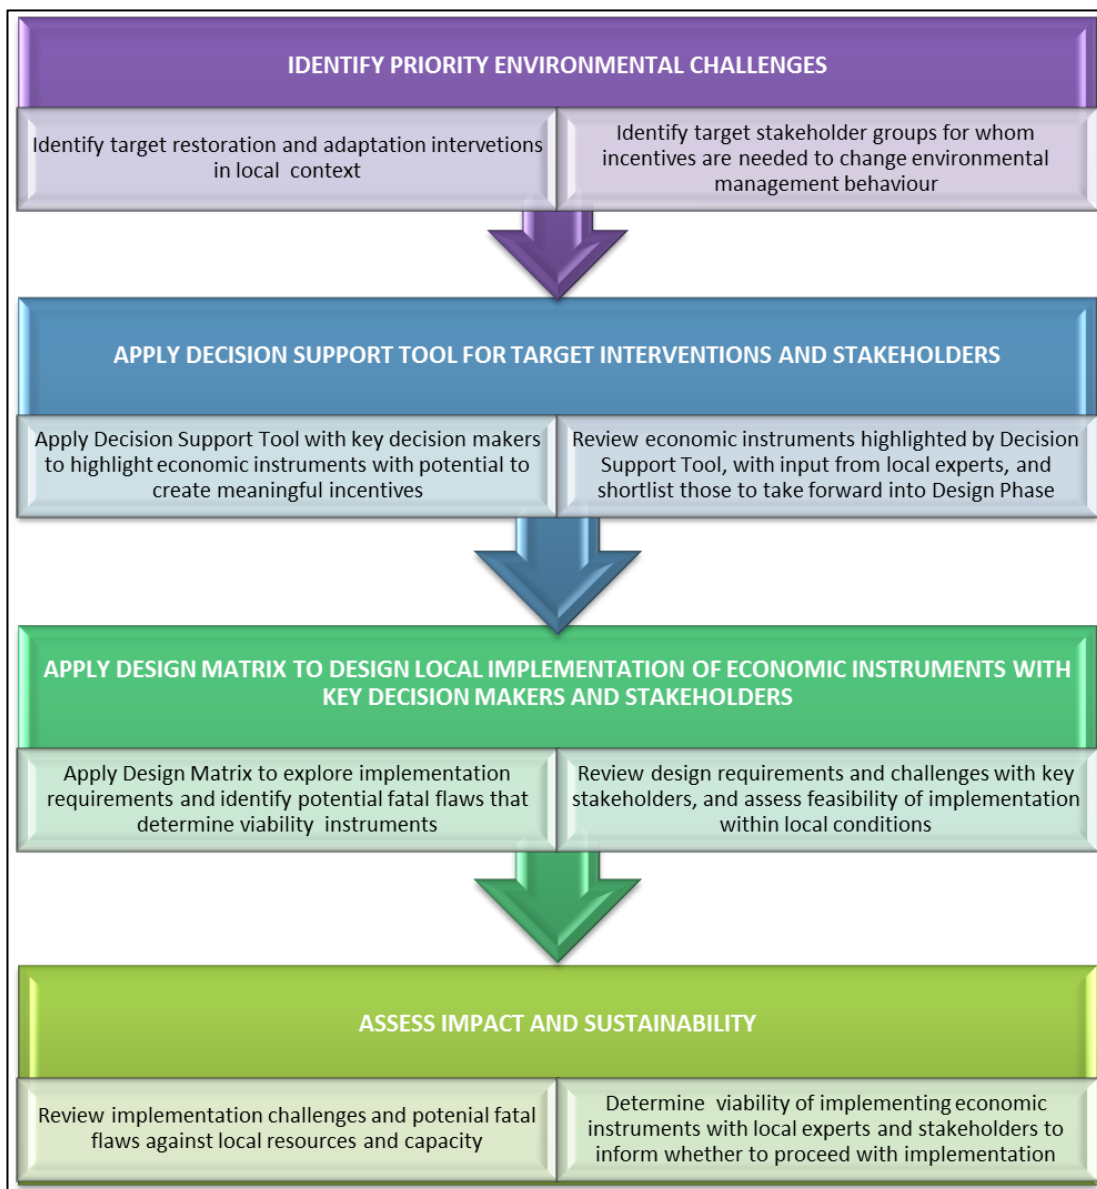 IDENTIFY PRIORITY ENVIRONMENTAL CHALLENGES
Identify target restoration and adaptation intervetions
in local context
Identify target stakeholder groups for whom
incentives are needed to change environmental
management behaviour
APPLY DECISION SUPPORT TOOL FOR TARGET INTERVENTIONS AND STAKEHOLDERS
Apply Decision Support Tool with key decision makers
to highlight economic instruments with potential to
create meaningful incentives
Review economic instruments highlighted by Decision
Support Tool, with input from local experts, and
shortlist those to take forward into Design Phase
APPLY DESIGN MATRIX TO DESIGN LOCAL IMPLEMENTATION OF ECONOMIC INSTRUMENTS WITH
KEY DECISION MAKERS AND STAKEHOLDERS
Apply Design Matrix to explore implementation
requirements and identify potential fatal flaws that
determine viability instruments
Review design requirements and challenges with key
stakeholders, and assess feasibility of implementation
within local conditions
ASSESS IMPACT AND SUSTAINABILITY
Review implementation challenges and potenial fatal
flaws against local resources and capacity
Determine viability of implementing economic
instruments with local experts and stakeholders to
inform whether to proceed with implementation